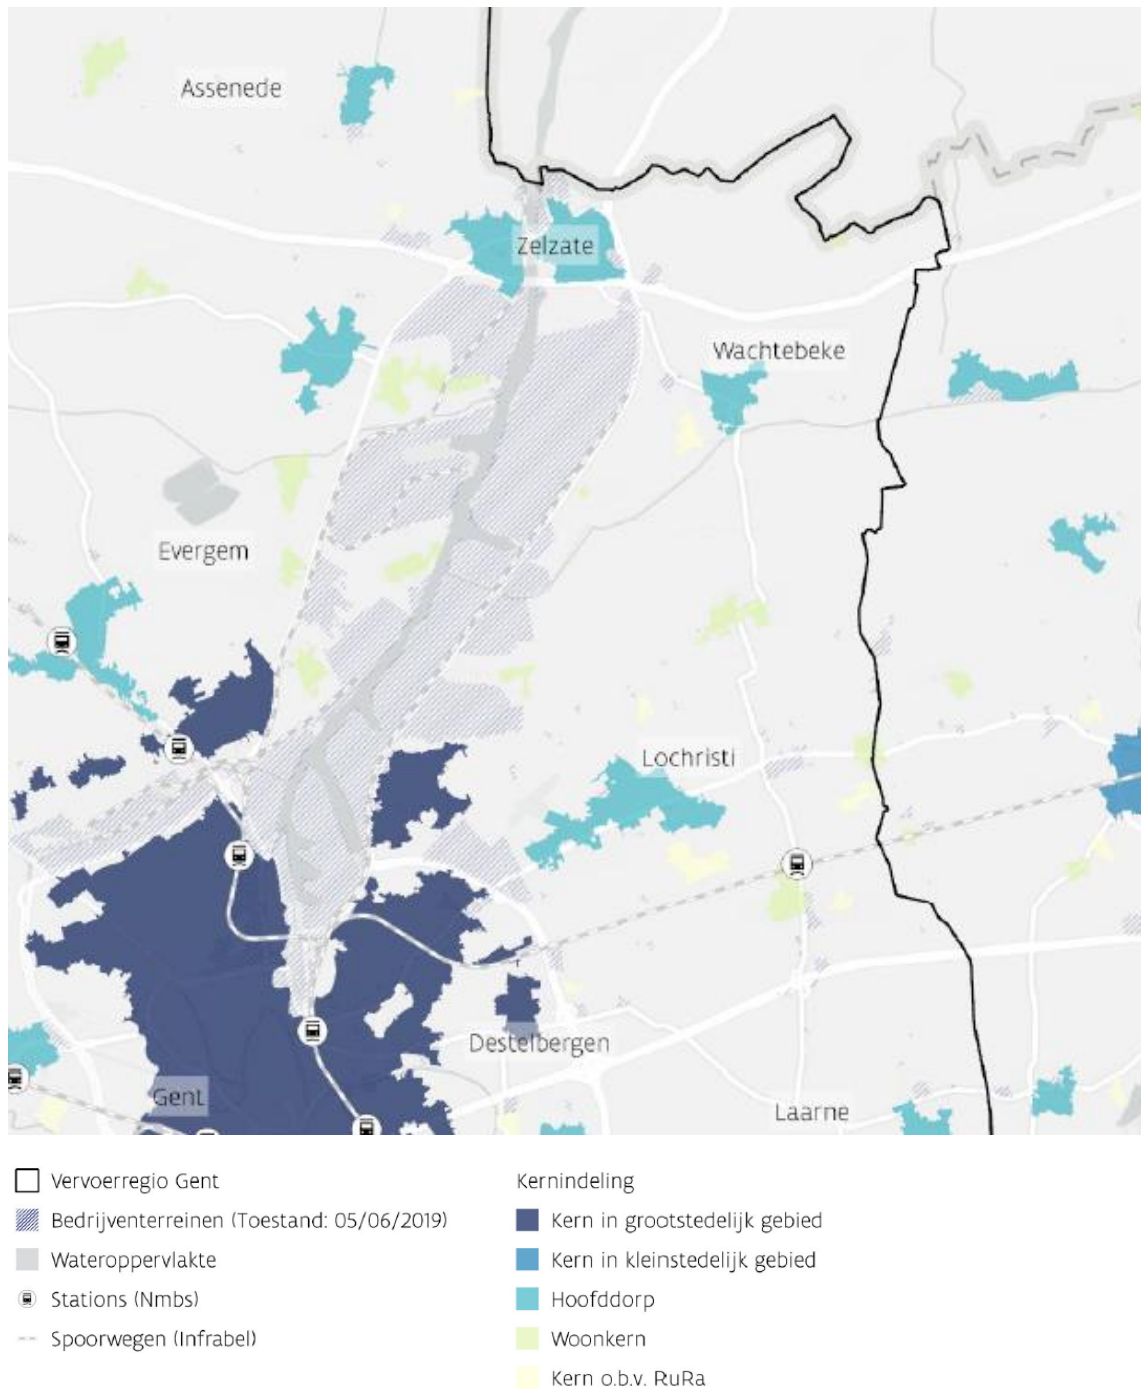 Assenede
Zelzate
Wachtebeke
Evergem
Lochristi
Destelbergen
Gent
Laarne
Vervoerregio Gent
Bedrijventerreinen (Toestand: 05/06/2019)
Wateroppervlakte
Stations (Nmbs)
Spoorwegen (Infrabel)
Kernindeling
Kern in grootstedelijk gebied
Kern in kleinstedelijk gebied
Hoofddorp
Woonkern
Kern o.b.v. RuRa